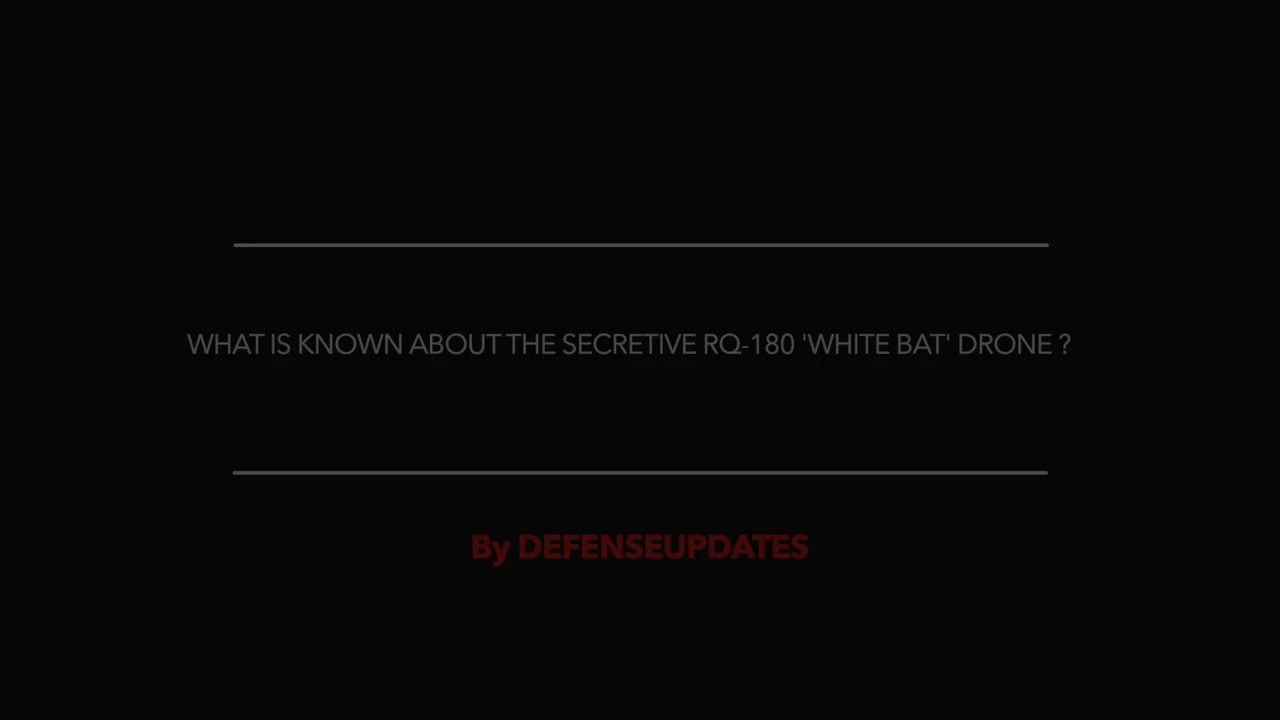 WHAT IS KNOWN ABOUT THE SECRETIVE RQ-180 'WHITE BAT' DRONE ?
By DEFENSEUPDATES